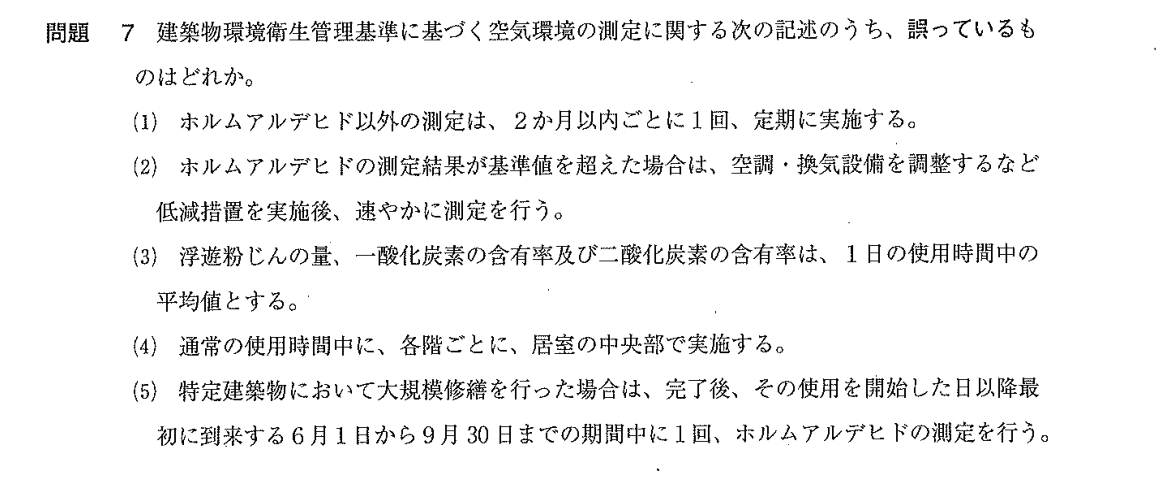 問題　7　建築物環境衛生管理基準に基づく空気環境の測定に関する次の記述のうち、誤っているも
のはどれか。
(1)　ホルムアルデヒド以外の測定は、２か月以内ごとに１回、定期に実施する。
(2)　ホルムアルデヒドの測定結果が基準値を超えた場合は、空調・換気設備を調整するなど
低減措置を実施後、速やかに測定を行う。
(3)　浮遊粉じんの量、一酸化炭素の含有率及び二酸化炭素の含有率は、１日の使用時間中の
平均値とする。
(4)　通常の使用時間中に、各階ごとに、居室の中央部で実施する。
(5)　特定建築物において大規模修繕を行った場合は、完了後、その使用を開始した日以降最
初に到来する６月１日から９月30日までの期間中に１回、ホルムアルデヒドの測定を行う。